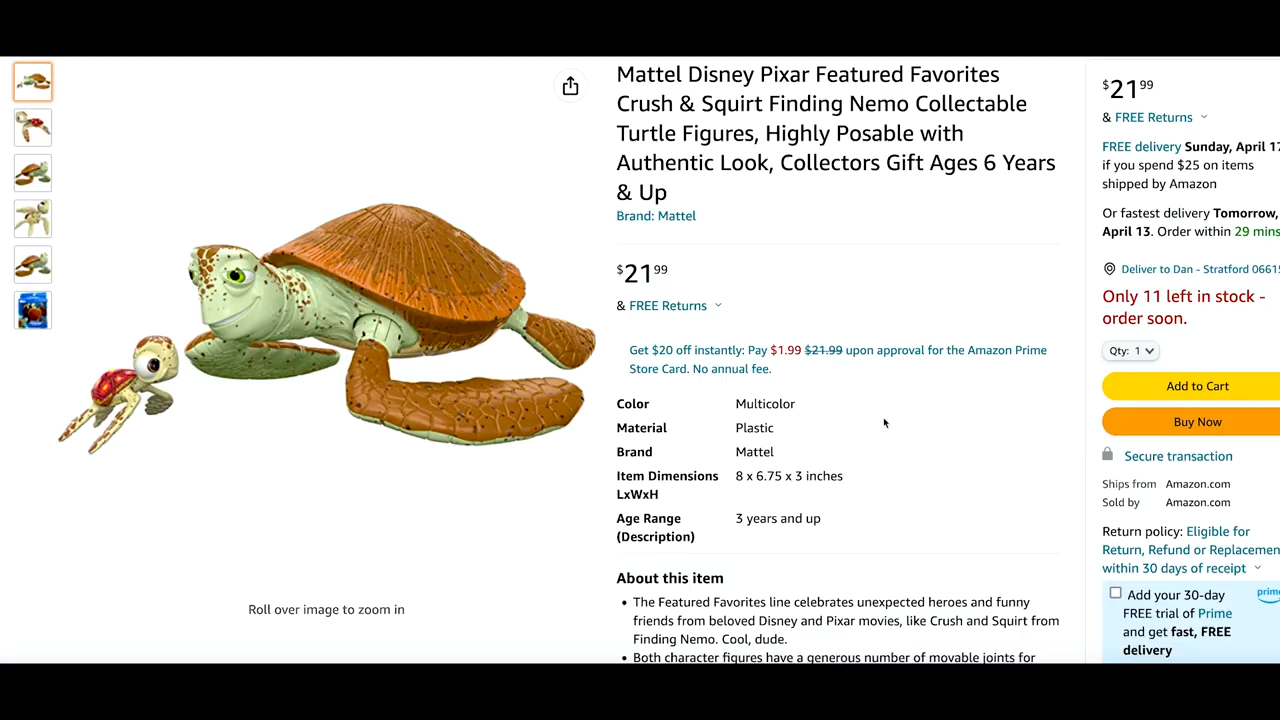 Mattel Disney Pixar Featured Favorites
Crush & Squirt Finding Nemo Collectable
Turtle Figures, Highly Posable with
Authentic Look, Collectors Gift Ages 6 Years
& Up
Brand: Mattel
$21 99
& FREE Returns
Get $20 off instantly: Pay $1.99 $21.99 upon approval for the Amazon Prime
Store Card. No annual fee.
Color Multicolor
Material Plastic
Brand Mattel
Item Dimensions 8 x 6.75 x 3 inches
LxWxH
Age Range 3 years and up
(Description)
About this item
• The Featured Favorites line celebrates unexpected heroes and funny
friends from beloved Disney and Pixar movies, like Crush and Squirt from
Finding Nemo. Cool, dude.
• Both character figures have a generous number of movable joints for
Roll over image to zoom in
$21 99
& FREE Returns
FREE delivery Sunday, April 17
if you spend $25 on items
shipped by Amazon
Or fastest delivery Tomorrow,
April 13. Order within 29 mins
Deliver to Dan - Stratford 06615
Only 11 left in stock -
order soon.
Qty: 1
Add to Cart
Buy Now
Secure transaction
Ships from Amazon.com
Sold by Amazon.com
Return policy: Eligible for
Return, Refund or Replacemen
within 30 days of receipt
Add your 30-day
FREE trial of Prime
and get fast, FREE
delivery
prime